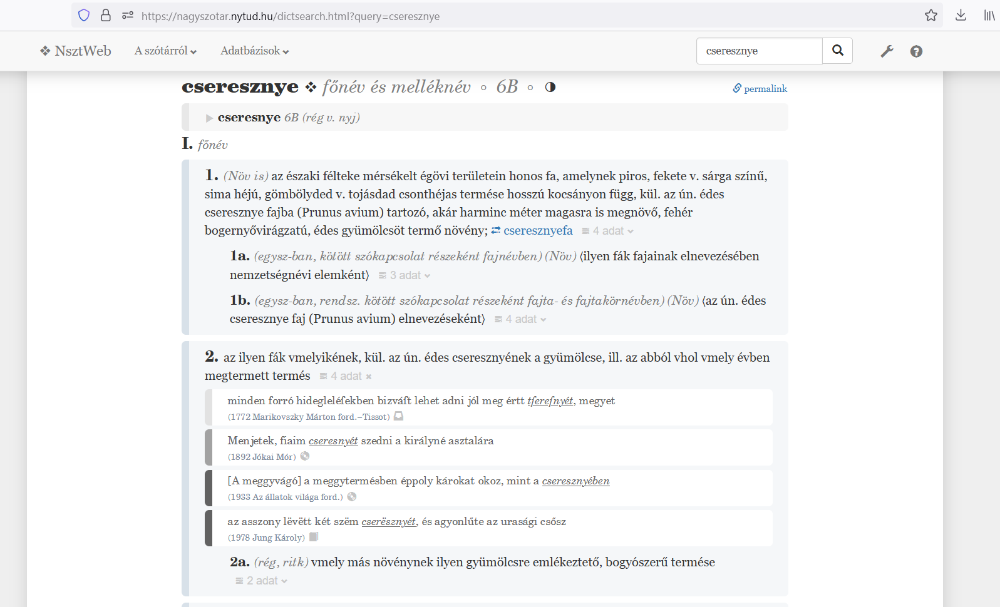 https://nagyszotar.nytud.hu/dictsearch.html?query=cseresznye
❖ NsztWeb A szótárról Adatbázisok cseresznye
cseresznye ❖ főnév és melléknév ◦ 6B ◦ permalink
cseresnye 6B (rég v. nyj)
I. főnév
1. (Növ is) az északi félteke mérsékelt égövi területein honos fa, amelynek piros, fekete v. sárga színű,
sima héjú, gömbölyded v. tojásdad csonthéjas termése hosszú kocsányon függ, kül. az ún. édes
cseresznye fajba (Prunus avium) tartozó, akár harminc méter magasra is megnövő, fehér
bogernyővirágzatú, édes gyümölcsöt termő növény; cseresznyefa 4 adat
1a. (egysz-ban, kötött szókapcsolat részeként fajnévben) (Növ) ⟨ilyen fák fajainak elnevezésében
nemzetségnévi elemként⟩ 3 adat
1b. (egysz-ban, rendsz. kötött szókapcsolat részeként fajta- és fajtakörnévben) (Növ) ⟨az ún. édes
cseresznye faj (Prunus avium) elnevezéseként⟩ 4 adat
2. az ilyen fák vmelyikének, kül. az ún. édes cseresznyének a gyümölcse, ill. az abból vhol vmely évben
megtermett termés 4 adat
minden forró hidegleléſekben bizváſt lehet adni jól meg értt tſereſnyét, megyet
(1772 Marikovszky Márton ford.–Tissot)
Menjetek, fiaim cseresnyét szedni a királyné asztalára
(1892 Jókai Mór)
[A meggyvágó] a meggytermésben éppoly károkat okoz, mint a cseresznyében
(1933 Az állatok világa ford.)
az asszony lëvëtt két szëm cserësznyét, és agyonlűte az urasági csősz
(1978 Jung Károly)
2a. (rég, ritk) vmely más növénynek ilyen gyümölcsre emlékeztető, bogyószerű termése
2 adat